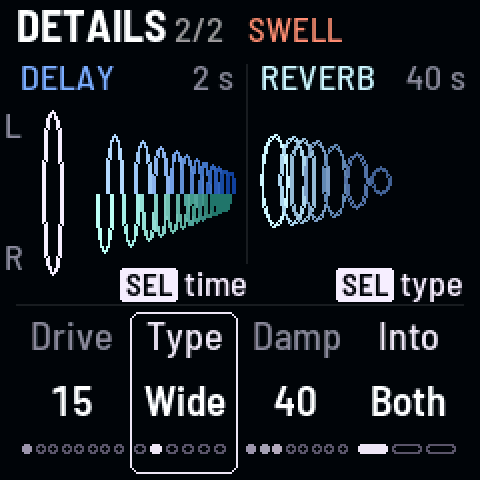 DETAILS 2/2 SWELL
DELAY 2 s REVERB 40 s
L
R
SEL time SEL type
Drive Type Damp Into
15 Wide 40 Both